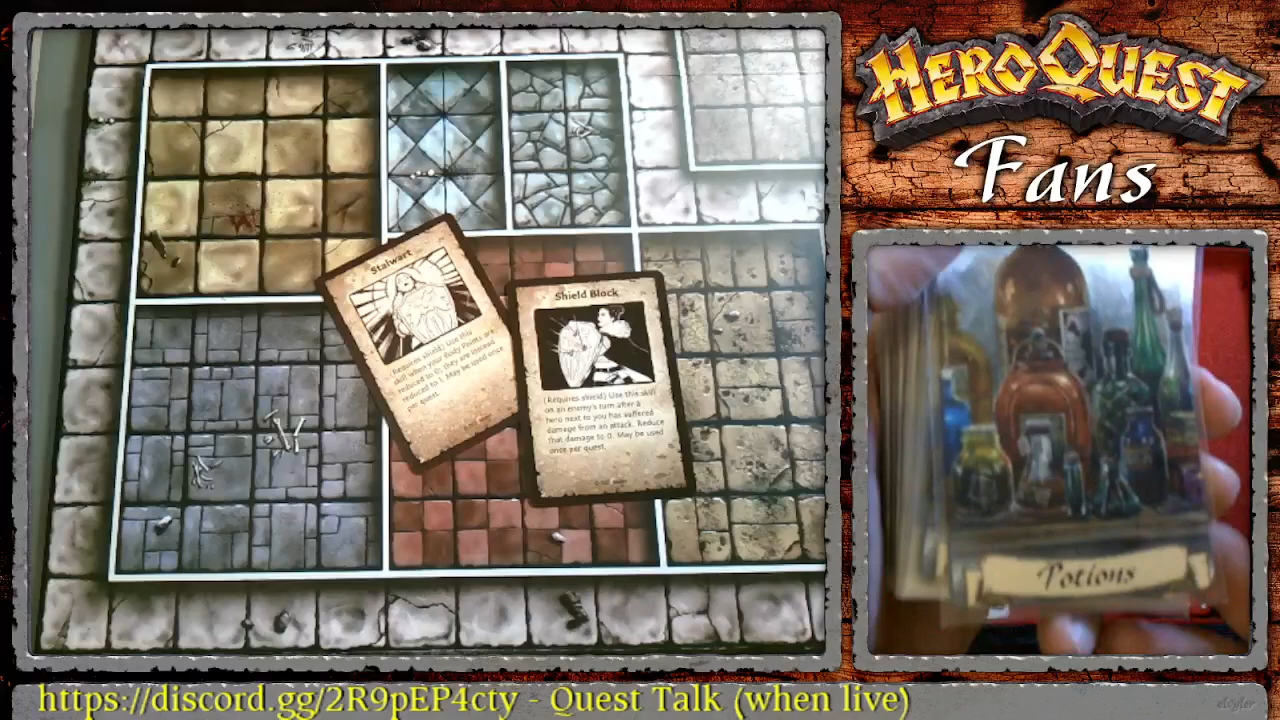 HEROQUEST
Fans
Stalwart
(Requires shield) Use this
skill when your Body Points are
reduced to 0; they are instead
reduced to 1. May be used once
per quest.
Shield Block
(Requires shield) Use this skill
on an enemy's turn after a
hero next to you has suffered
damage from an attack. Reduce
that damage to 0. May be used
once per quest.
Potions
https://discord.gg/2R9pEP4cty - Quest Talk (when live)